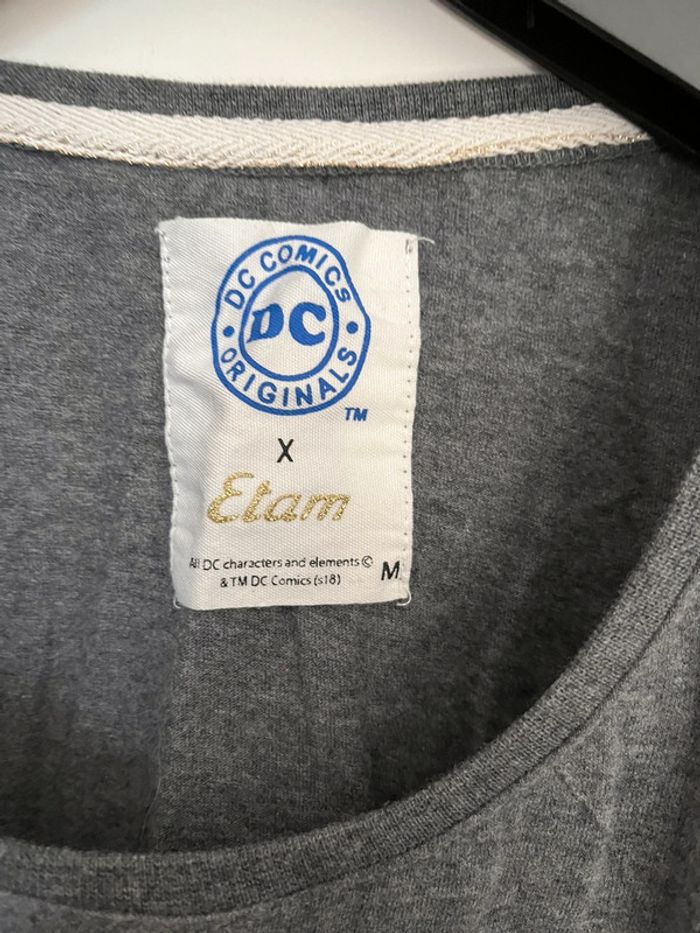 DC COMICS
DC
ORIGINALS
TM
X
Etam
All DC characters and elements ©
& TM DC Comics (s18)
M